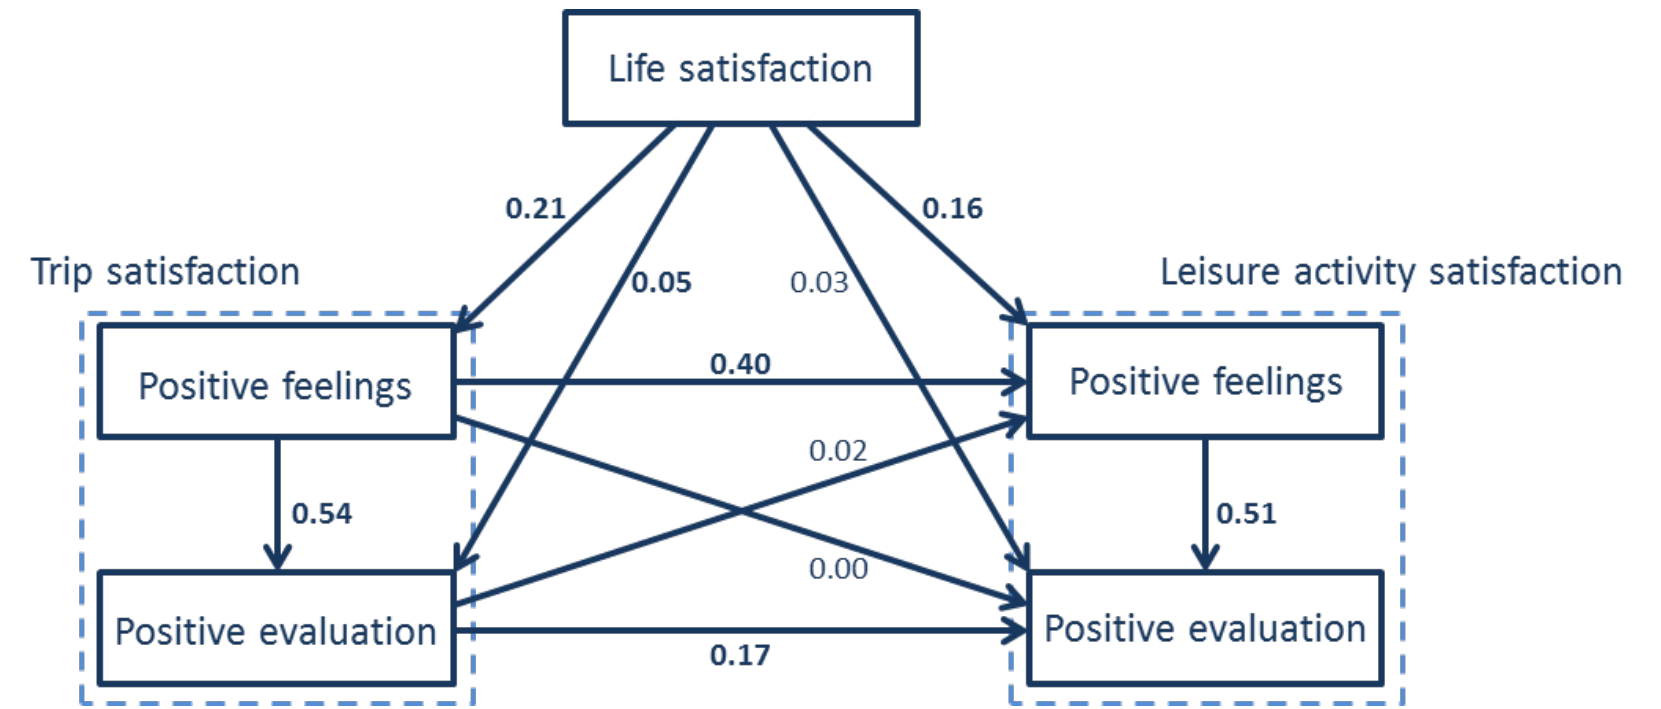 Life satisfaction
0.21
0.16
Trip satisfaction
0.05
0.03
Leisure activity satisfaction
Positive feelings
0.40
Positive feelings
0.02
0.54
0.51
0.00
Positive evaluation
0.17
Positive evaluation